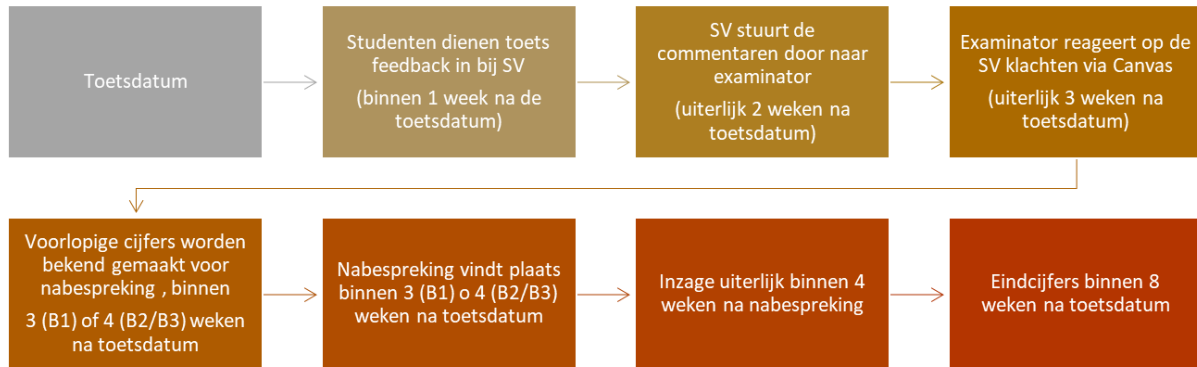 Toetsdatum
Studenten dienen toets
feedback in bij SV
(binnen 1 week na de
toetsdatum)
SV stuurt de
commentaren door naar
examinator
(uiterlijk 2 weken na
toetsdatum)
Examinator reageert op de
SV klachten via Canvas
(uiterlijk 3 weken na
toetsdatum)
Voorlopige cijfers worden
bekend gemaakt voor
nabespreking , binnen
3 (B1) of 4 (B2/B3) weken
na toetsdatum
Nabespreking vindt plaats
binnen 3 (B1) o 4 (B2/B3)
weken na toetsdatum
Inzage uiterlijk binnen 4
weken na nabespreking
Eindcijfers binnen 8
weken na toetsdatum